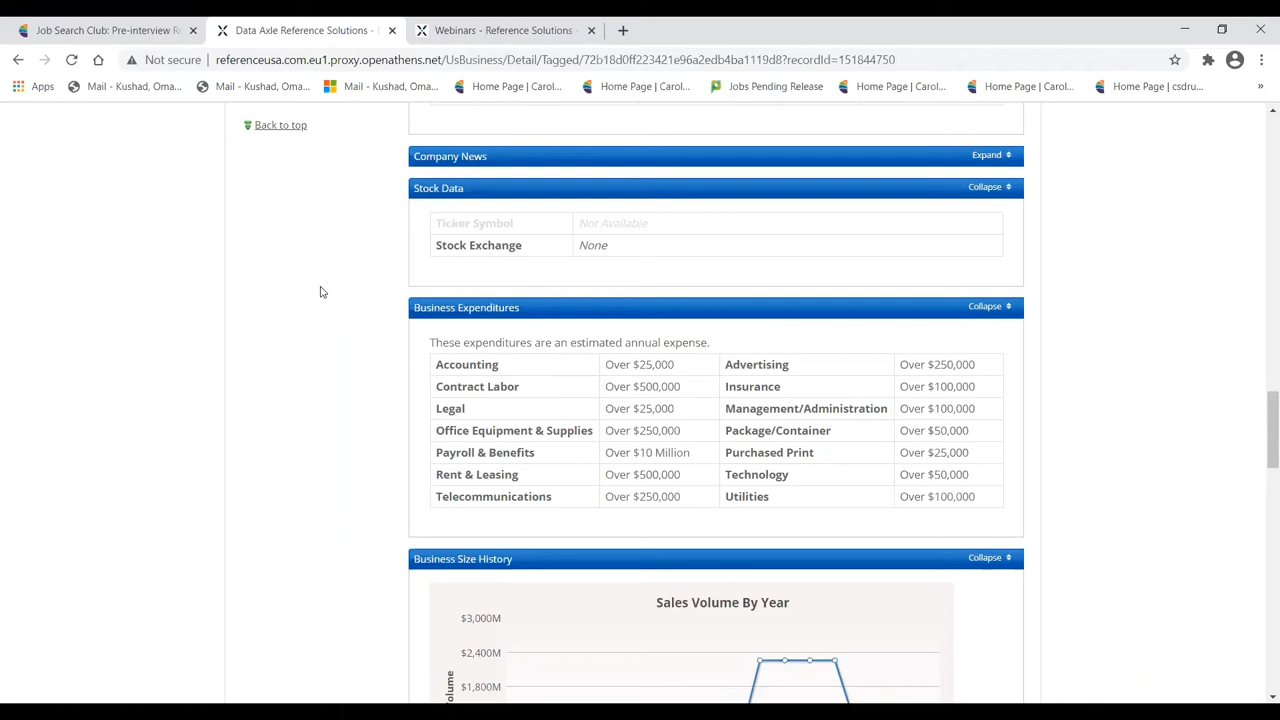 Job Search Club: Pre-interview R
Data Axle Reference Solutions -
Webinars - Reference Solutions -
Not secure
referenceusa.com.eu1.proxy.openathens.net/UsBusiness/Detail/Tagged/72b18d0ff223421e96a2edb4ba1119d8?recordId=151844750
Apps
Mail - Kushad, Oma...
Mail - Kushad, Oma...
Mail - Kushad, Oma...
Home Page | Carol...
Home Page | Carol...
Jobs Pending Release
Home Page | Carol...
Home Page | Carol...
Home Page | csdru...
»
Back to top
Company News Expand
Stock Data Collapse
Ticker Symbol Not Available
Stock Exchange None
Business Expenditures Collapse
These expenditures are an estimated annual expense.
Accounting Over $25,000 Advertising Over $250,000
Contract Labor Over $500,000 Insurance Over $100,000
Legal Over $25,000 Management/Administration Over $100,000
Office Equipment & Supplies Over $250,000 Package/Container Over $50,000
Payroll & Benefits Over $10 Million Purchased Print Over $25,000
Rent & Leasing Over $500,000 Technology Over $50,000
Telecommunications Over $250,000 Utilities Over $100,000
Business Size History Collapse
Sales Volume By Year
$3,000M
$2,400M
$1,800M